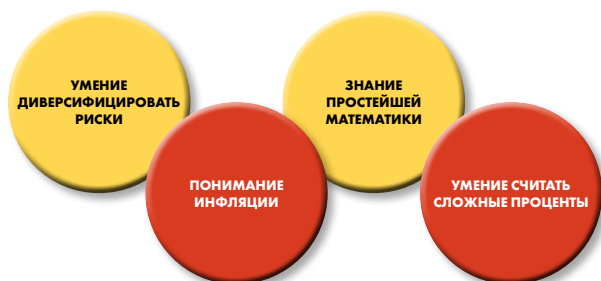 УМЕНИЕ
ДИВЕРСИФИЦИРОВАТЬ
РИСКИ
ПОНИМАНИЕ
ИНФЛЯЦИИ
ЗНАНИЕ
ПРОСТЕЙШЕЙ
МАТЕМАТИКИ
УМЕНИЕ СЧИТАТЬ
СЛОЖНЫЕ ПРОЦЕНТЫ